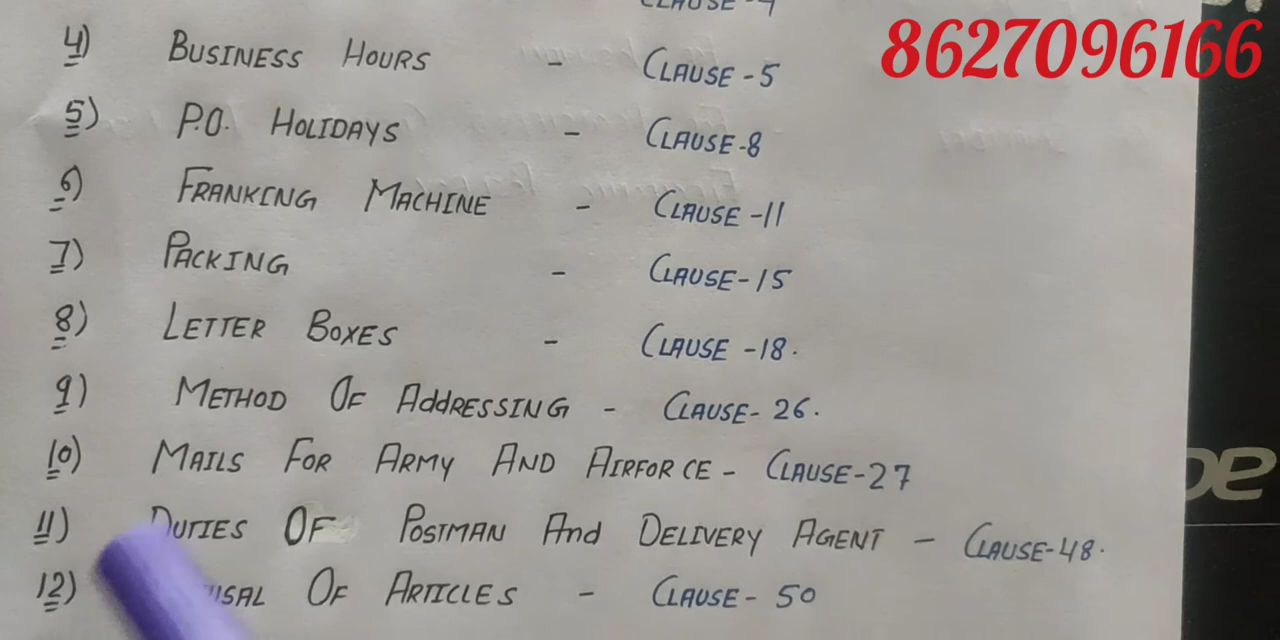 CLAUSE-4
8627096166
4) BUSINESS HOURS - CLAUSE-5
5) P.O. HOLIDAYS - CLAUSE-8
6) FRANKING MACHINE - CLAUSE-11
7) PACKING - CLAUSE-15
8) LETTER BOXES - CLAUSE-18.
9) METHOD OF ADDRESSING - CLAUSE-26.
10) MAILS FOR ARMY AND AIRFORCE - CLAUSE-27
11) DUTIES OF POSTMAN And DELIVERY AGENT - CLAUSE-48.
12) OF ARTICLES - CLAUSE-50